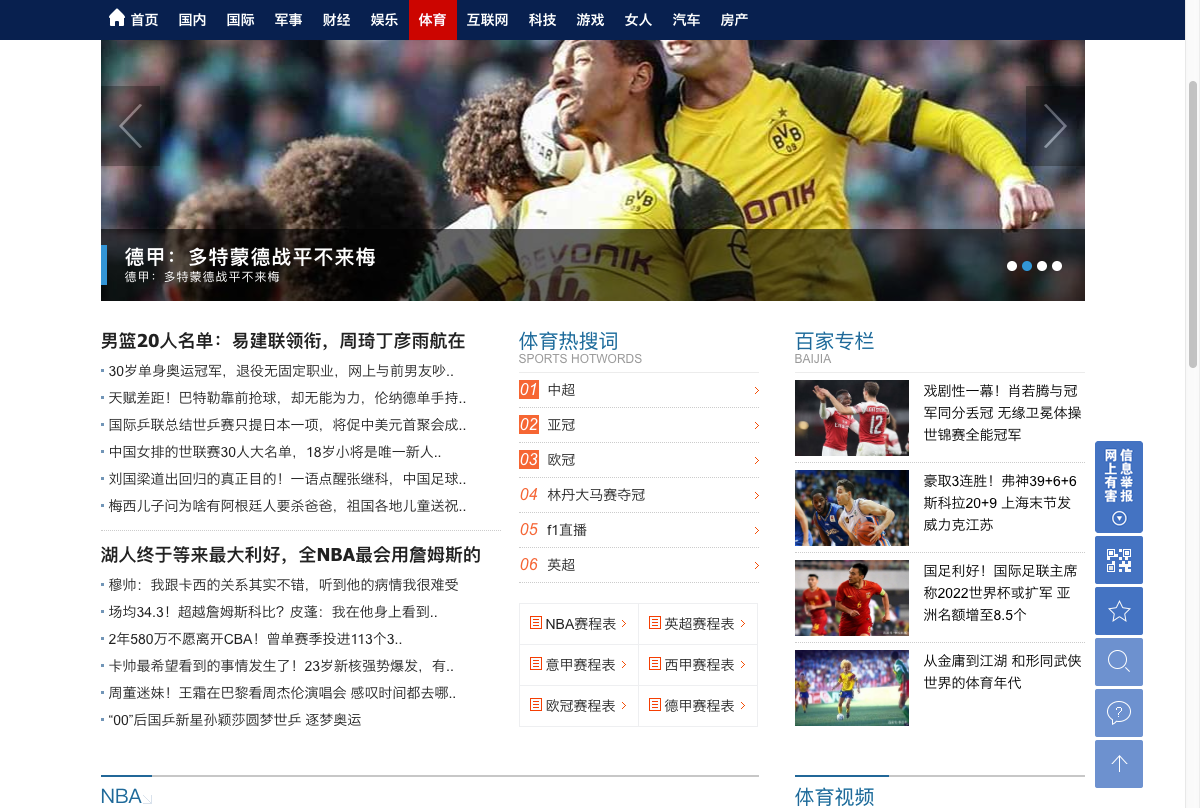 首页 国内 国际 军事 财经 娱乐 体育 互联网 科技 游戏 女人 汽车 房产
BVB
09
BVB
EVONIK
STAR
德甲：多特蒙德战平不来梅
德甲：多特蒙德战平不来梅
男篮20人名单：易建联领衔，周琦丁彦雨航在
30岁单身奥运冠军，退役无固定职业，网上与前男友吵..
天赋差距！巴特勒靠前抢球，却无能为力，伦纳德单手持..
国际乒联总结世乒赛只提日本一项，将促中美元首聚会成..
中国女排的世联赛30人大名单，18岁小将是唯一新人..
刘国梁道出回归的真正目的！一语点醒张继科，中国足球..
梅西儿子问为啥有阿根廷人要杀爸爸，祖国各地儿童送祝..
湖人终于等来最大利好，全NBA最会用詹姆斯的
穆帅：我跟卡西的关系其实不错，听到他的病情我很难受
场均34.3！超越詹姆斯科比？皮蓬：我在他身上看到..
2年580万不愿离开CBA！曾单赛季投进113个3..
卡帅最希望看到的事情发生了！23岁新核强势爆发，有..
周董迷妹！王霜在巴黎看周杰伦演唱会 感叹时间都去哪..
“00”后国乒新星孙颖莎圆梦世乒 逐梦奥运
体育热搜词
SPORTS HOTWORDS
01 中超
02 亚冠
03 欧冠
04 林丹大马赛夺冠
05 f1直播
06 英超
NBA赛程表 英超赛程表
意甲赛程表 西甲赛程表
欧冠赛程表 德甲赛程表
百家专栏
BAIJIA
戏剧性一幕！肖若腾与冠
军同分丢冠 无缘卫冕体操
世锦赛全能冠军
豪取3连胜！弗神39+6+6
斯科拉20+9 上海末节发
威力克江苏
国足利好！国际足联主席
称2022世界杯或扩军 亚
洲名额增至8.5个
从金庸到江湖 和形同武侠
世界的体育年代
12
6
网上有害
信息举报
NBA
体育视频